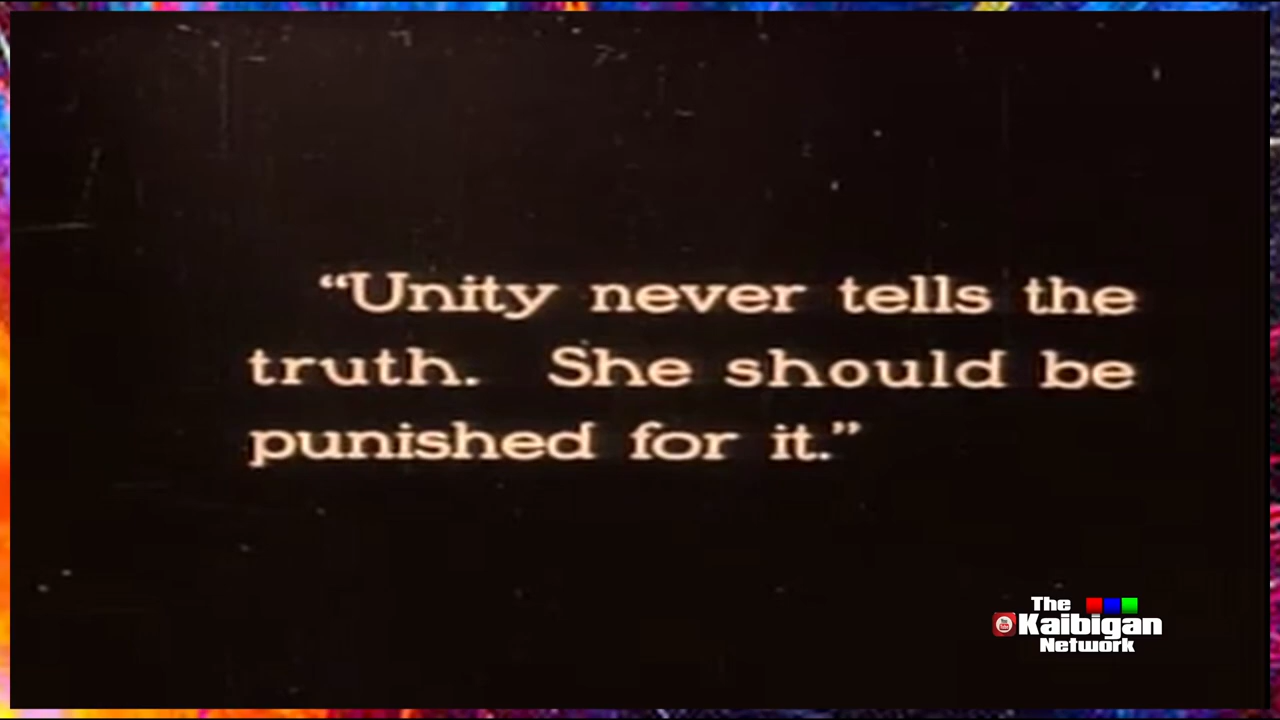 “Unity never tells the
truth. She should be
punished for it.”
The
Kaibigan
Network